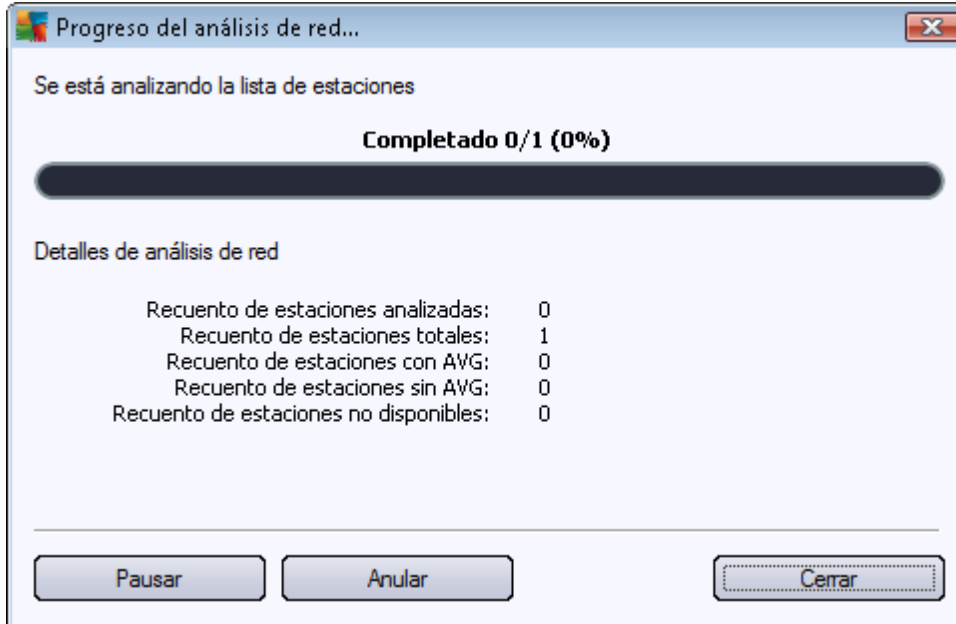 Progreso del análisis de red...
Se está analizando la lista de estaciones
Completado 0/1 (0%)
Detalles de análisis de red
Recuento de estaciones analizadas: 0
Recuento de estaciones totales: 1
Recuento de estaciones con AVG: 0
Recuento de estaciones sin AVG: 0
Recuento de estaciones no disponibles: 0
Pausar Anular Cerrar